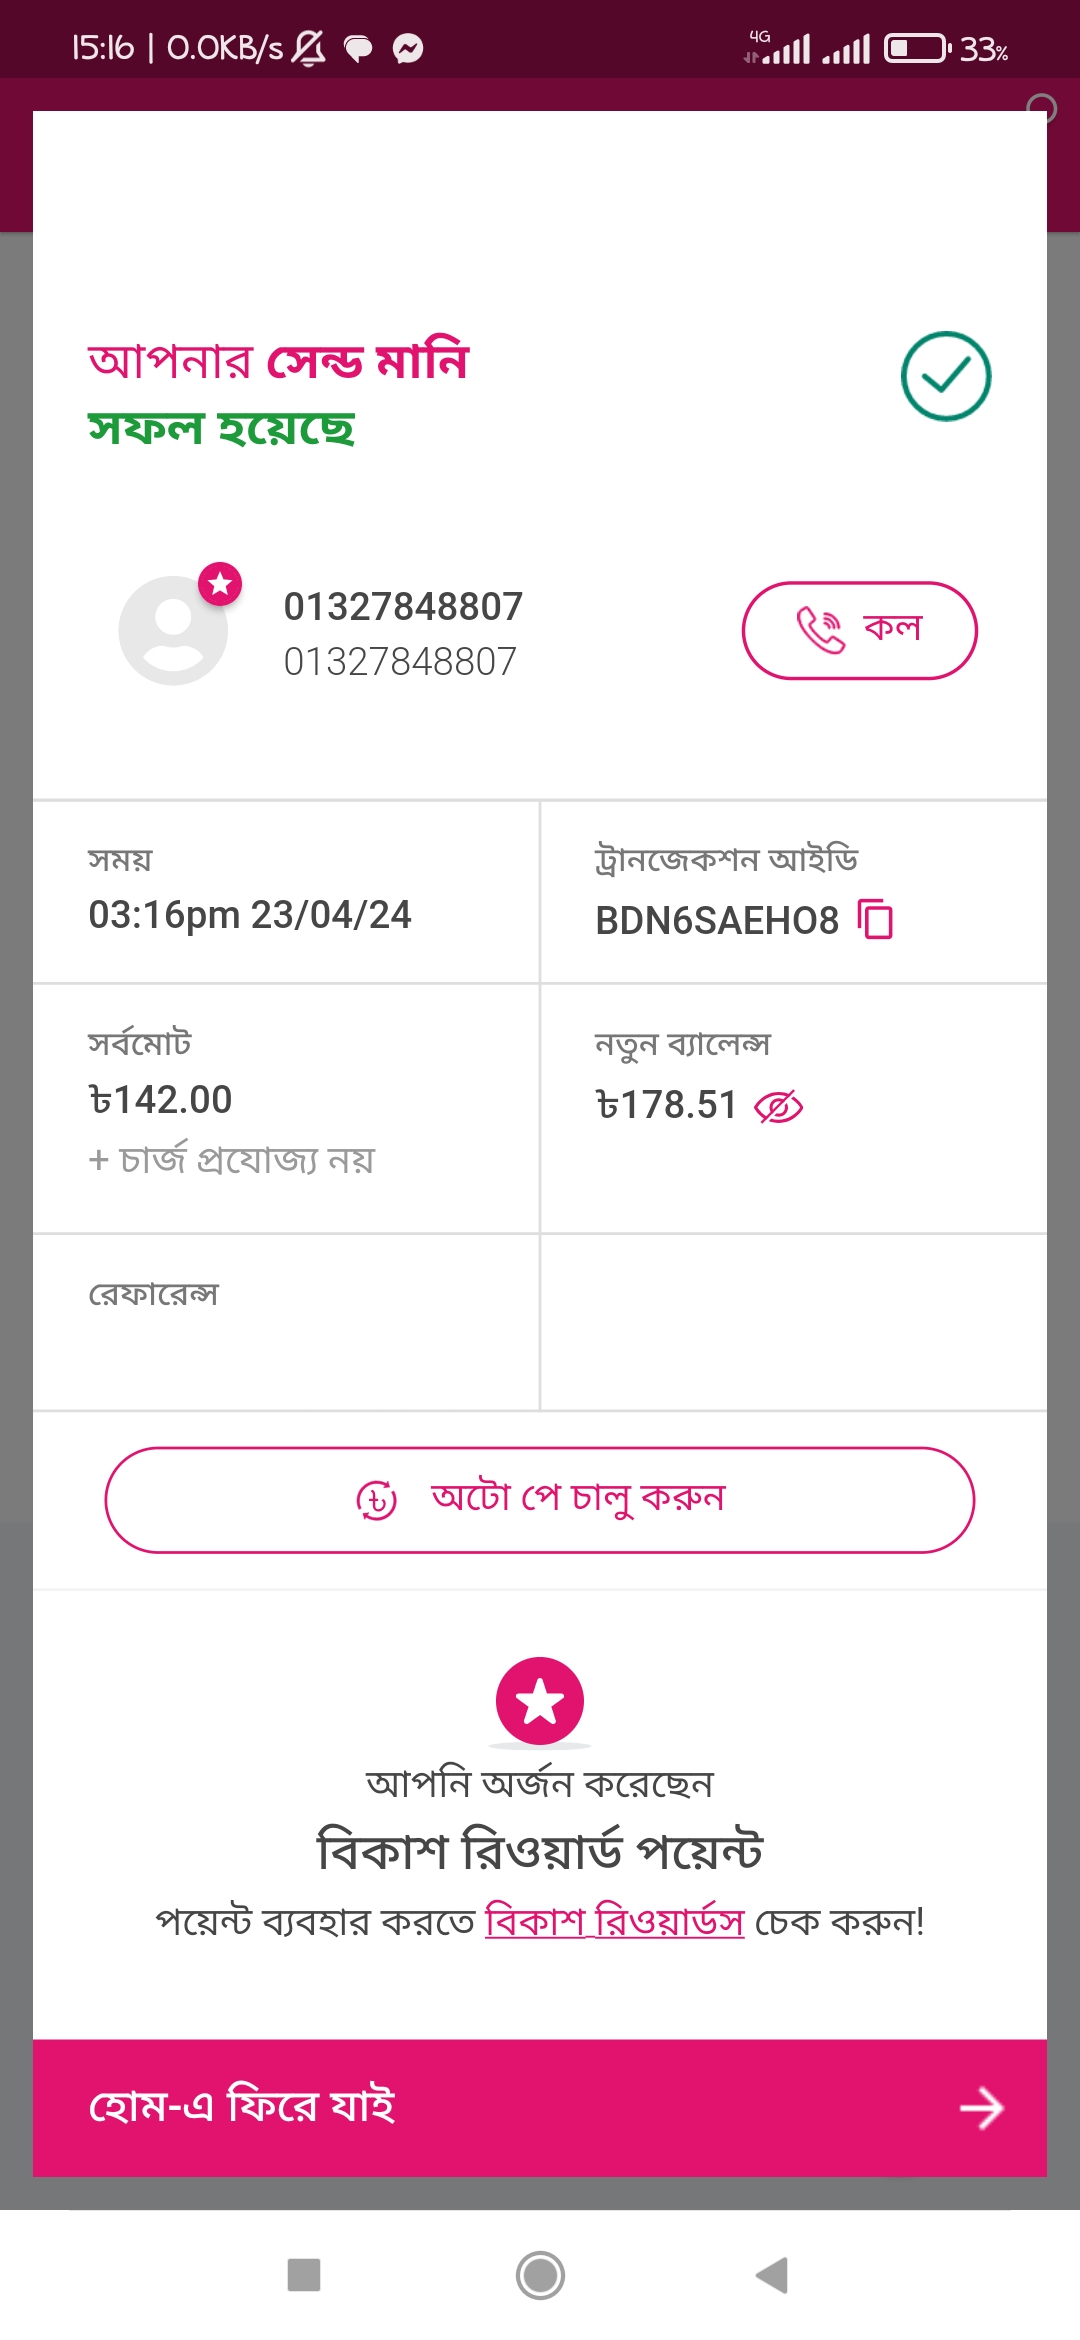 15:16 | 0.0KB/s 4G 33%
আপনার সেন্ড মানি
সফল হয়েছে
01327848807
01327848807
কল
সময়
03:16pm 23/04/24
ট্রানজেকশন আইডি
BDN6SAEHO8
সর্বমোট
৳142.00
+ চার্জ প্রযোজ্য নয়
নতুন ব্যালেন্স
৳178.51
রেফারেন্স
অটো পে চালু করুন
আপনি অর্জন করেছেন
বিকাশ রিওয়ার্ড পয়েন্ট
পয়েন্ট ব্যবহার করতে বিকাশ রিওয়ার্ডস চেক করুন!
হোম-এ ফিরে যাই